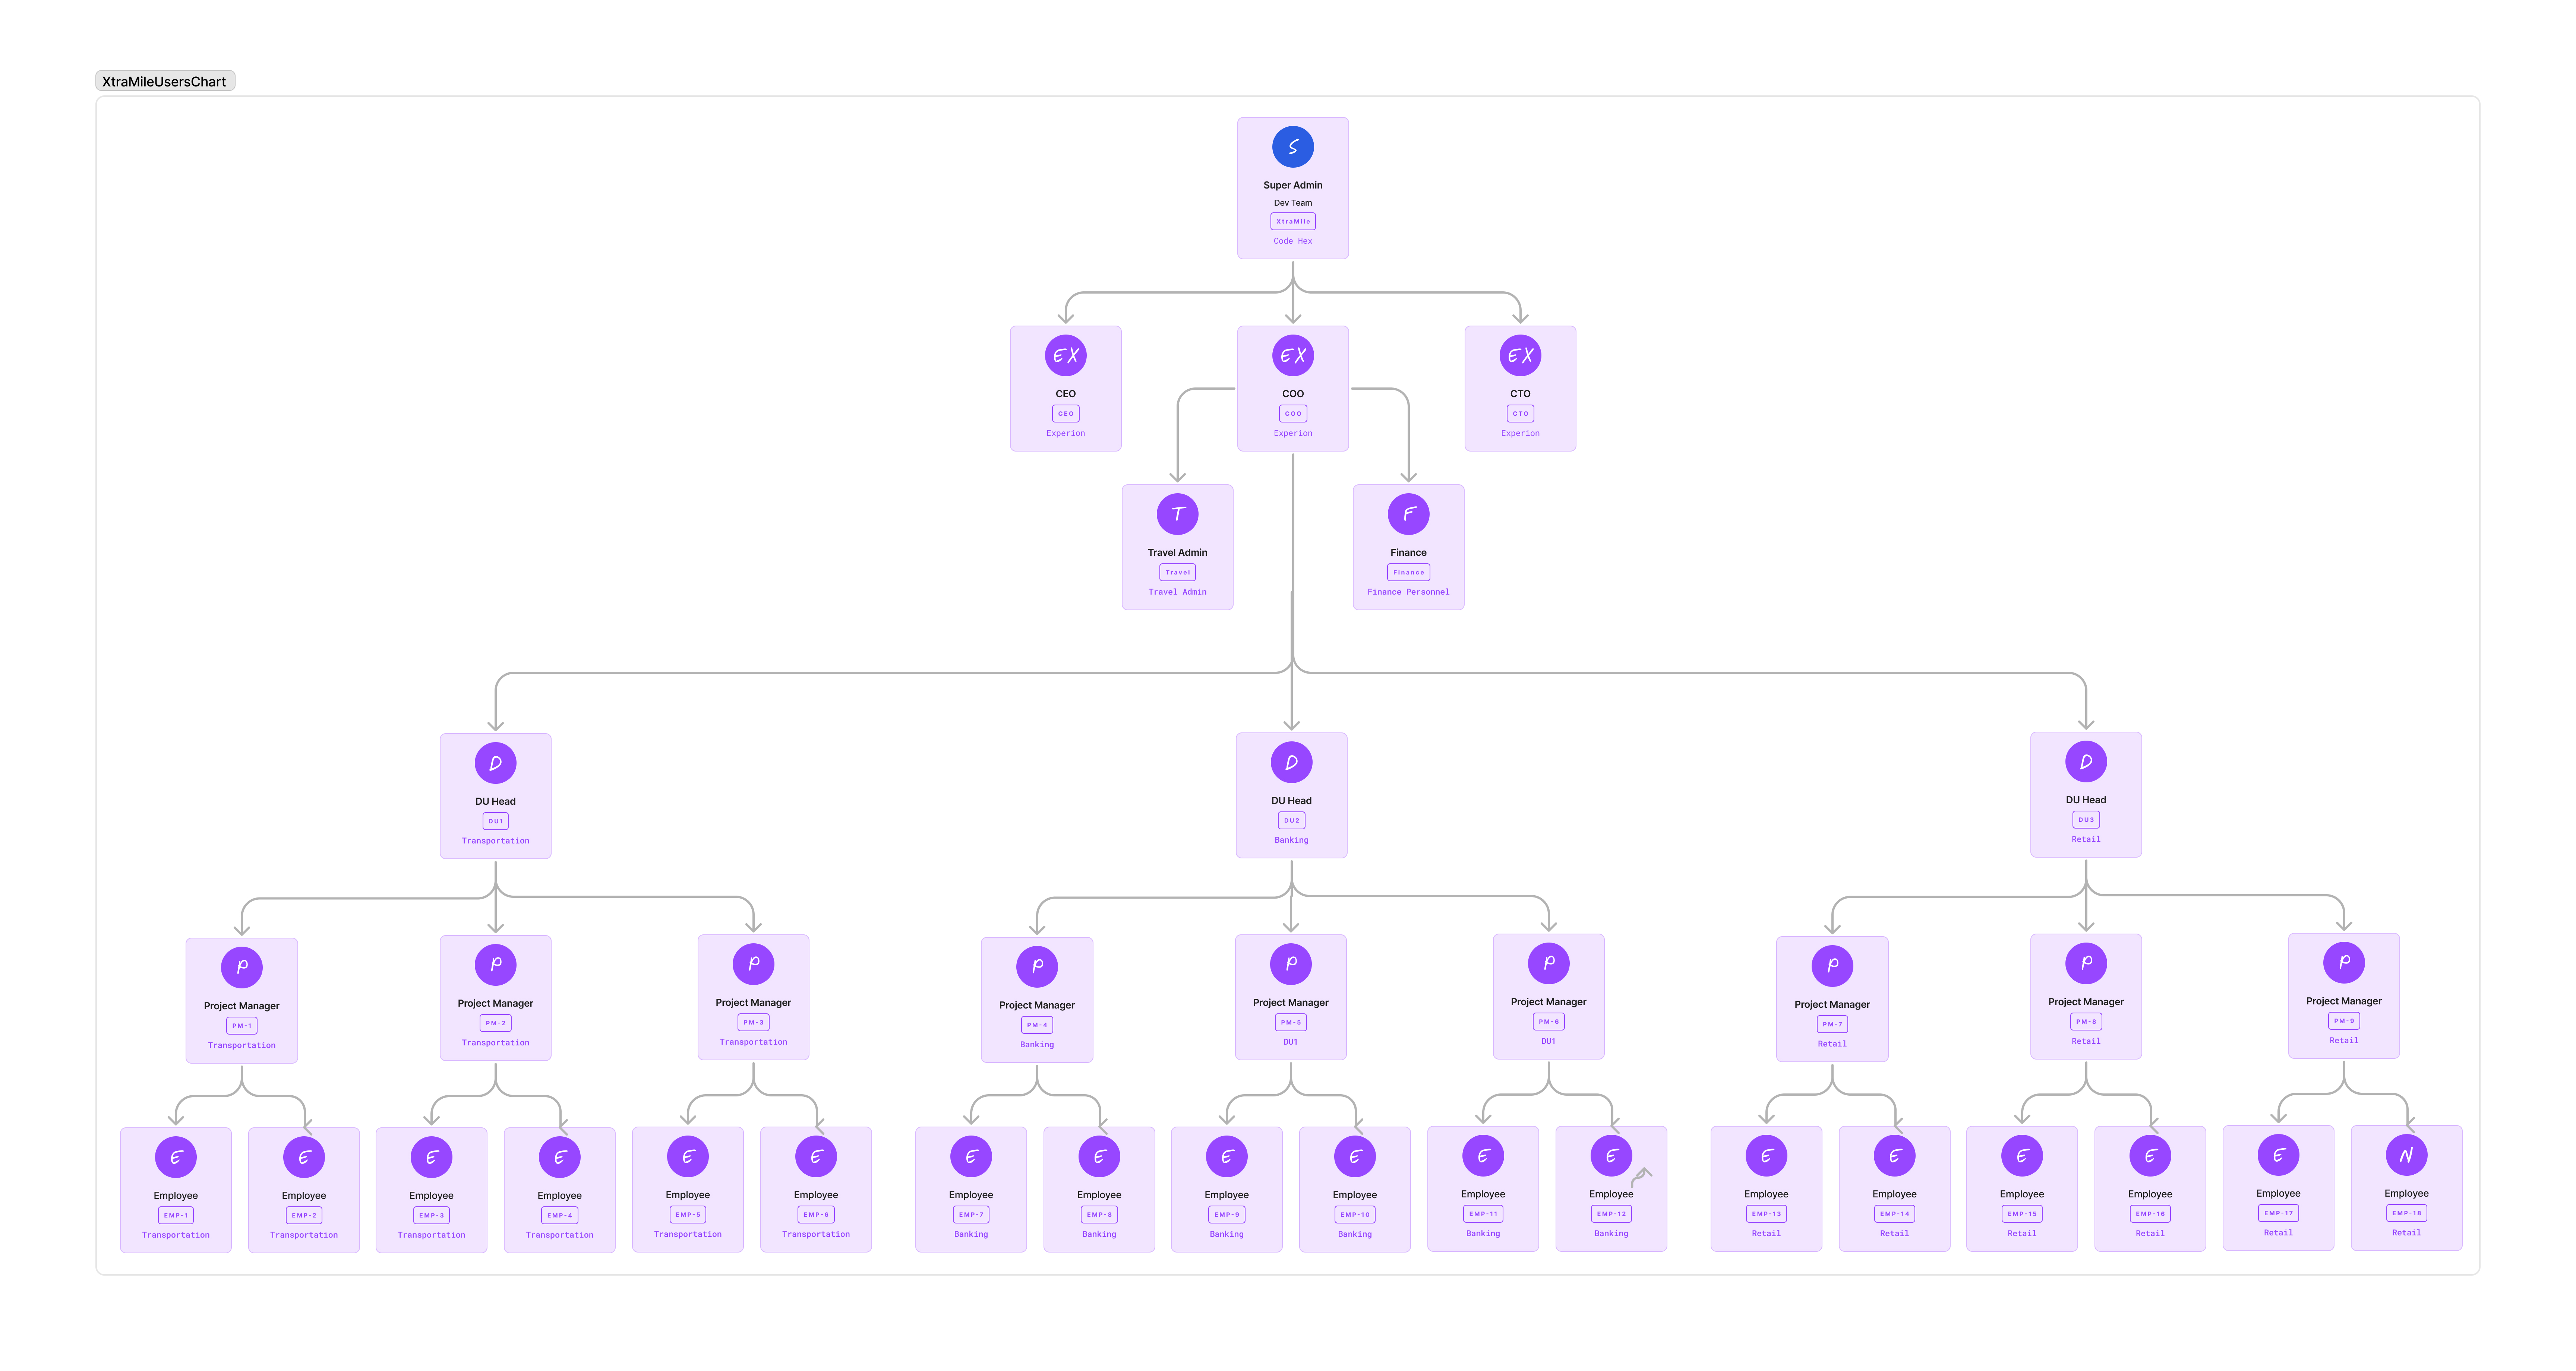 XtraMileUsersChart
S
Super Admin
Dev Team
XtraMile
Code Hex
EX
CEO
CEO
Experion
EX
COO
COO
Experion
EX
CTO
CTO
Experion
T
Travel Admin
Travel
Travel Admin
F
Finance
Finance
Finance Personnel
D
DU Head
DU1
Transportation
D
DU Head
DU2
Banking
D
DU Head
DU3
Retail
P
Project Manager
PM-1
Transportation
P
Project Manager
PM-2
Transportation
P
Project Manager
PM-3
Transportation
P
Project Manager
PM-4
Banking
P
Project Manager
PM-5
DU1
P
Project Manager
PM-6
DU1
P
Project Manager
PM-7
Retail
P
Project Manager
PM-8
Retail
P
Project Manager
PM-9
Retail
E
Employee
EMP-1
Transportation
E
Employee
EMP-2
Transportation
E
Employee
EMP-3
Transportation
E
Employee
EMP-4
Transportation
E
Employee
EMP-5
Transportation
E
Employee
EMP-6
Transportation
E
Employee
EMP-7
Banking
E
Employee
EMP-8
Banking
E
Employee
EMP-9
Banking
E
Employee
EMP-10
Banking
E
Employee
EMP-11
Banking
E
Employee
EMP-12
Banking
E
Employee
EMP-13
Retail
E
Employee
EMP-14
Retail
E
Employee
EMP-15
Retail
E
Employee
EMP-16
Retail
E
Employee
EMP-17
Retail
N
Employee
EMP-18
Retail